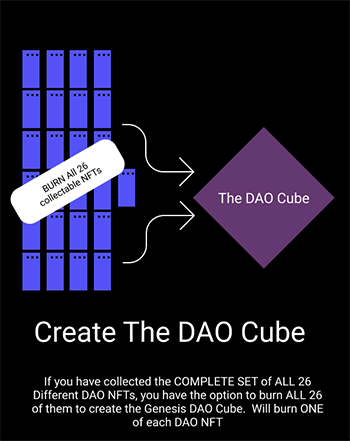 BURN All 26
collectable NFTs
The DAO Cube
Create The DAO Cube
If you have collected the COMPLETE SET of ALL 26
Different DAO NFTs, you have the option to burn ALL 26
of them to create the Genesis DAO Cube.  Will burn ONE
of each DAO NFT